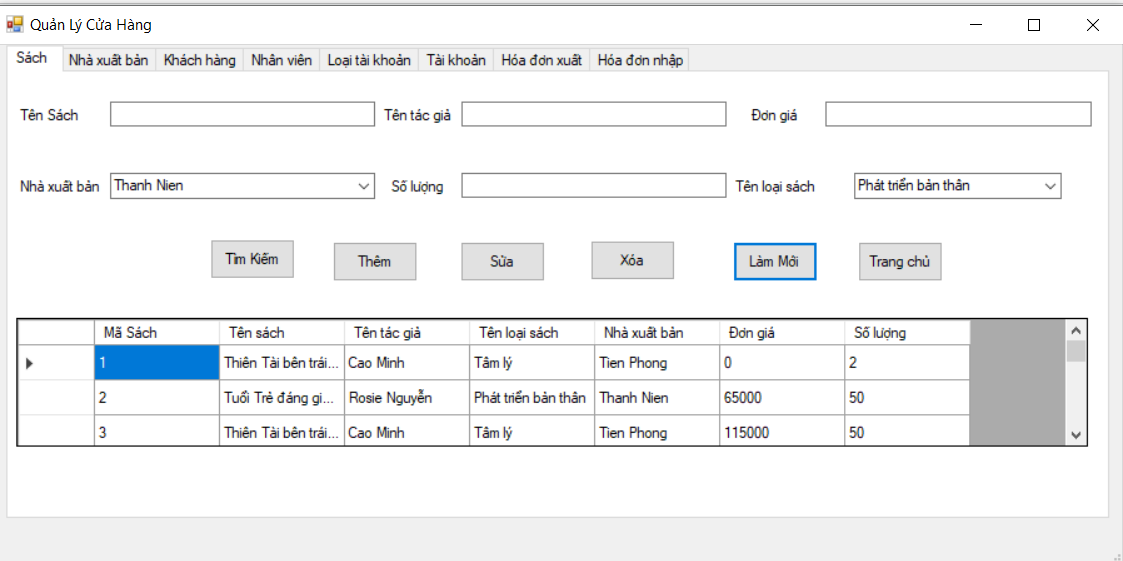 Quản Lý Cửa Hàng
Sách Nhà xuất bản Khách hàng Nhân viên Loại tài khoản Tài khoản Hóa đơn xuất Hóa đơn nhập
Tên Sách Tên tác giả Đơn giá
Nhà xuất bản Thanh Nien Số lượng Tên loại sách Phát triển bản thân
Tìm Kiếm Thêm Sửa Xóa Làm Mới Trang chủ
Mã Sách Tên sách Tên tác giả Tên loại sách Nhà xuất bản Đơn giá Số lượng
1 Thiên Tài bên trái... Cao Minh Tâm lý Tien Phong 0 2
2 Tuổi Trẻ đáng gi... Rosie Nguyễn Phát triển bản thân Thanh Nien 65000 50
3 Thiên Tài bên trái... Cao Minh Tâm lý Tien Phong 115000 50